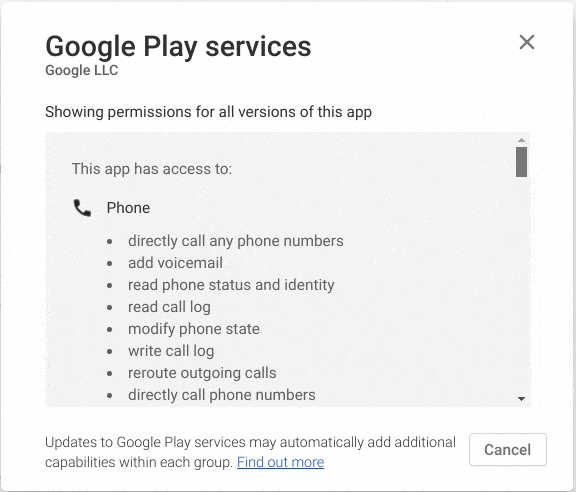 Google Play services
Google LLC
Showing permissions for all versions of this app
This app has access to:
Phone
• directly call any phone numbers
• add voicemail
• read phone status and identity
• read call log
• modify phone state
• write call log
• reroute outgoing calls
• directly call phone numbers
Updates to Google Play services may automatically add additional
capabilities within each group. Find out more
Cancel